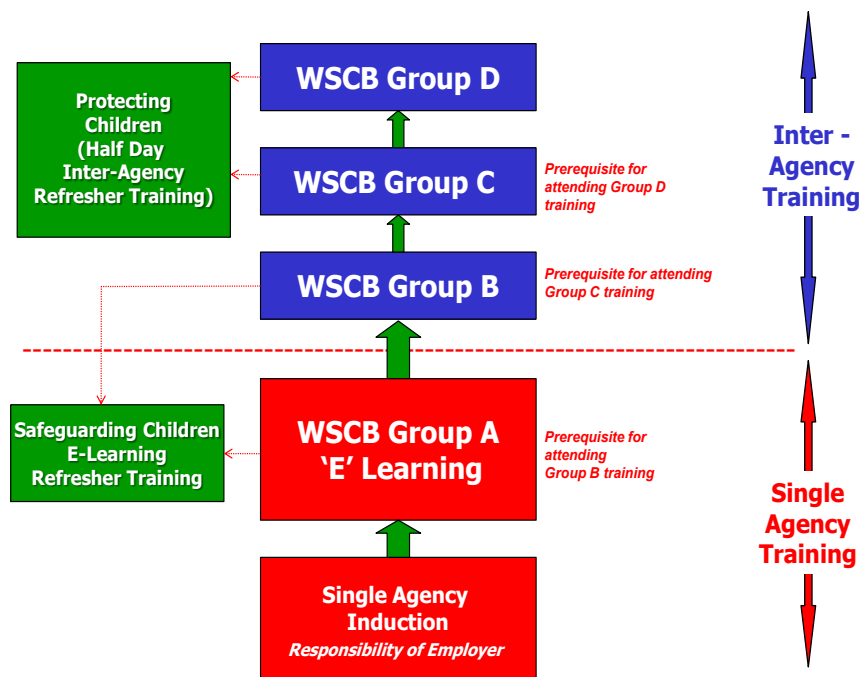 WSCB Group D
Protecting
Children
(Half Day
Inter-Agency
Refresher Training)
Inter -
Agency
Training
WSCB Group C
Prerequisite for
attending Group D
training
WSCB Group B
Prerequisite for attending
Group C training
Safeguarding Children
E-Learning
Refresher Training
WSCB Group A
‘E’ Learning
Prerequisite for
attending
Group B training
Single
Agency
Training
Single Agency
Induction
Responsibility of Employer